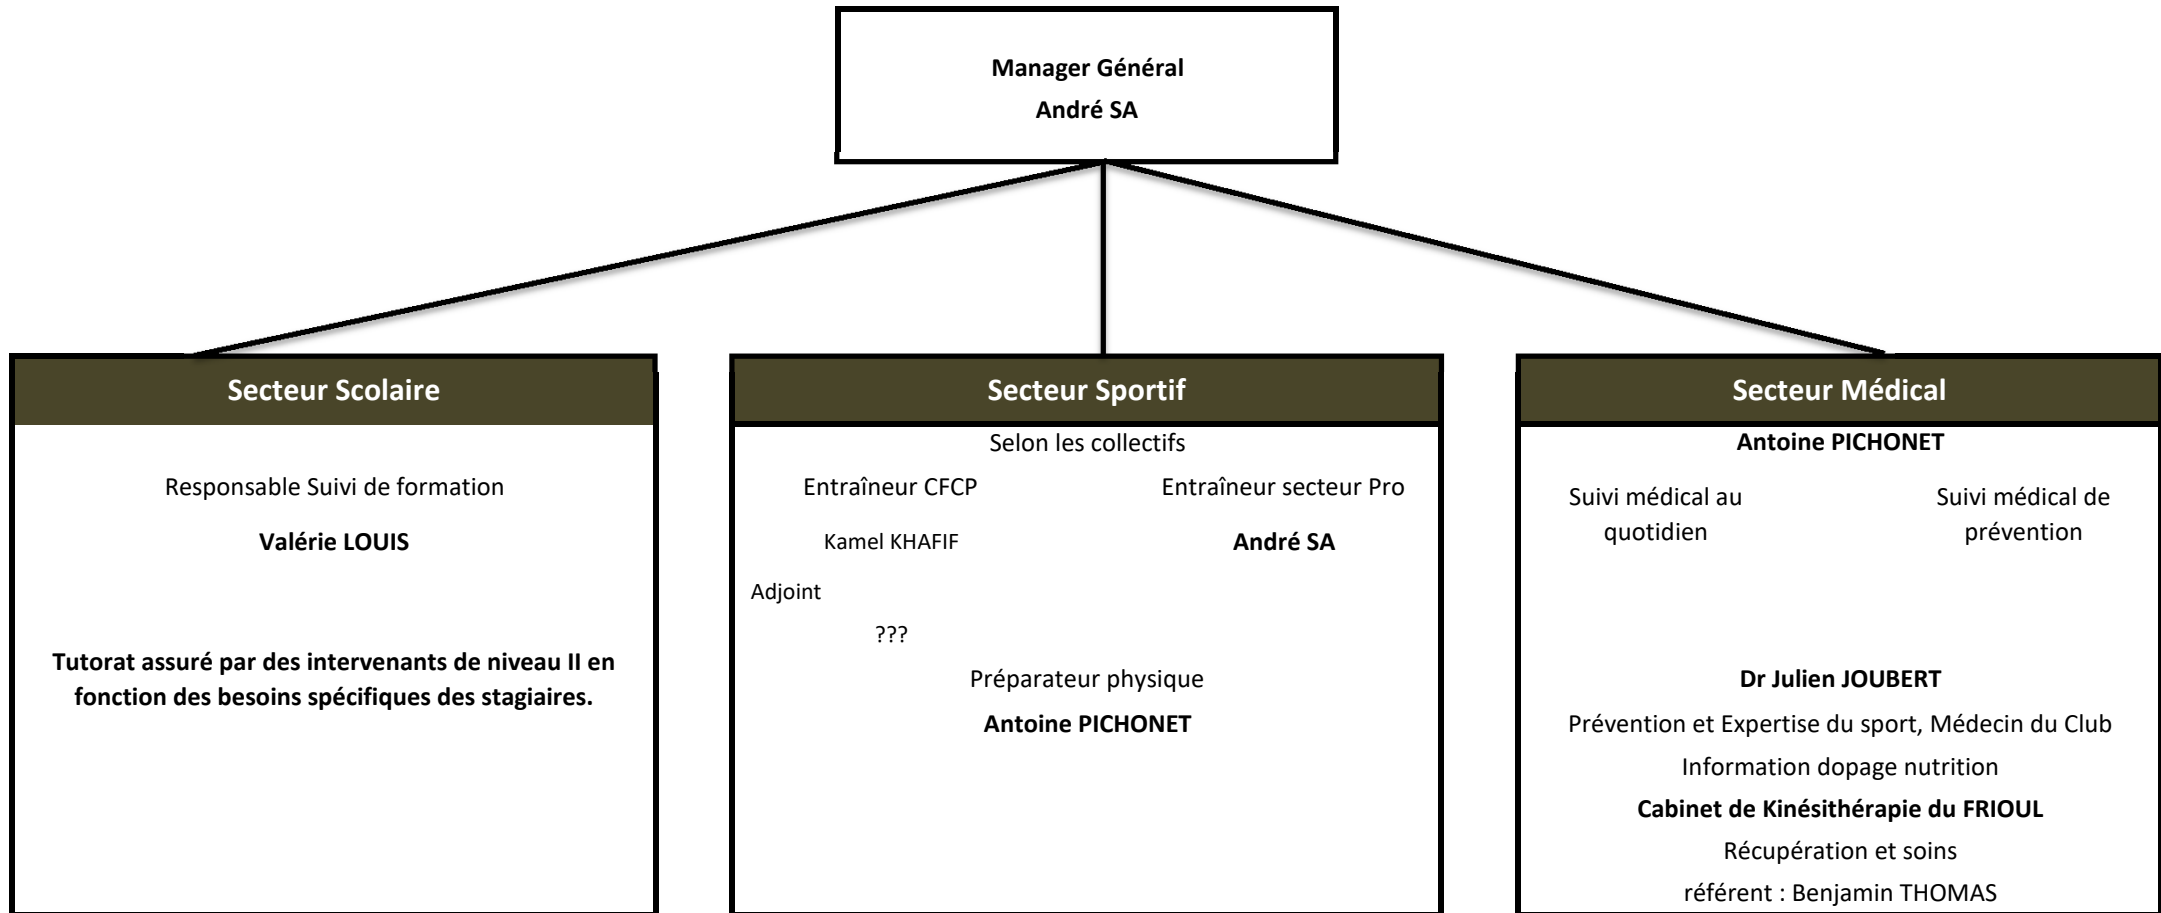 Manager Général
André SA
Secteur Scolaire
Responsable Suivi de formation
Valérie LOUIS
Tutorat assuré par des intervenants de niveau II en
fonction des besoins spécifiques des stagiaires.
Secteur Sportif
Selon les collectifs
Entraîneur CFCP
Entraîneur secteur Pro
Kamel KHAFIF
André SA
Adjoint
???
Préparateur physique
Antoine PICHONET
Secteur Médical
Antoine PICHONET
Suivi médical au
quotidien
Suivi médical de
prévention
Dr Julien JOUBERT
Prévention et Expertise du sport, Médecin du Club
Information dopage nutrition
Cabinet de Kinésithérapie du FRIOUL
Récupération et soins
référent : Benjamin THOMAS